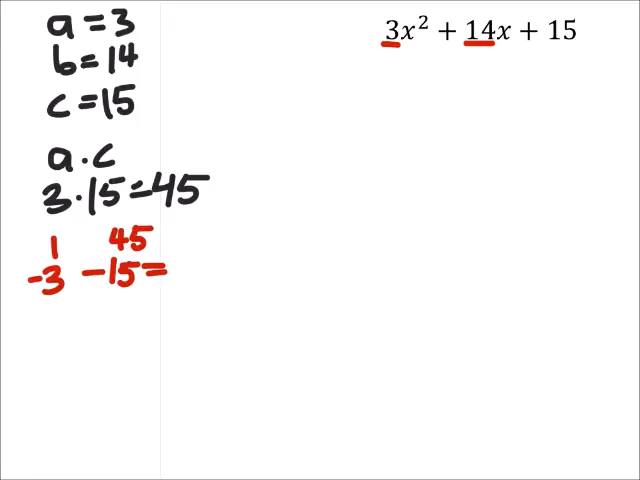 a = 3
3x² + 14x + 15
b = 14
c = 15
a · c
3 · 15 = 45
1 45
-3 -15 =